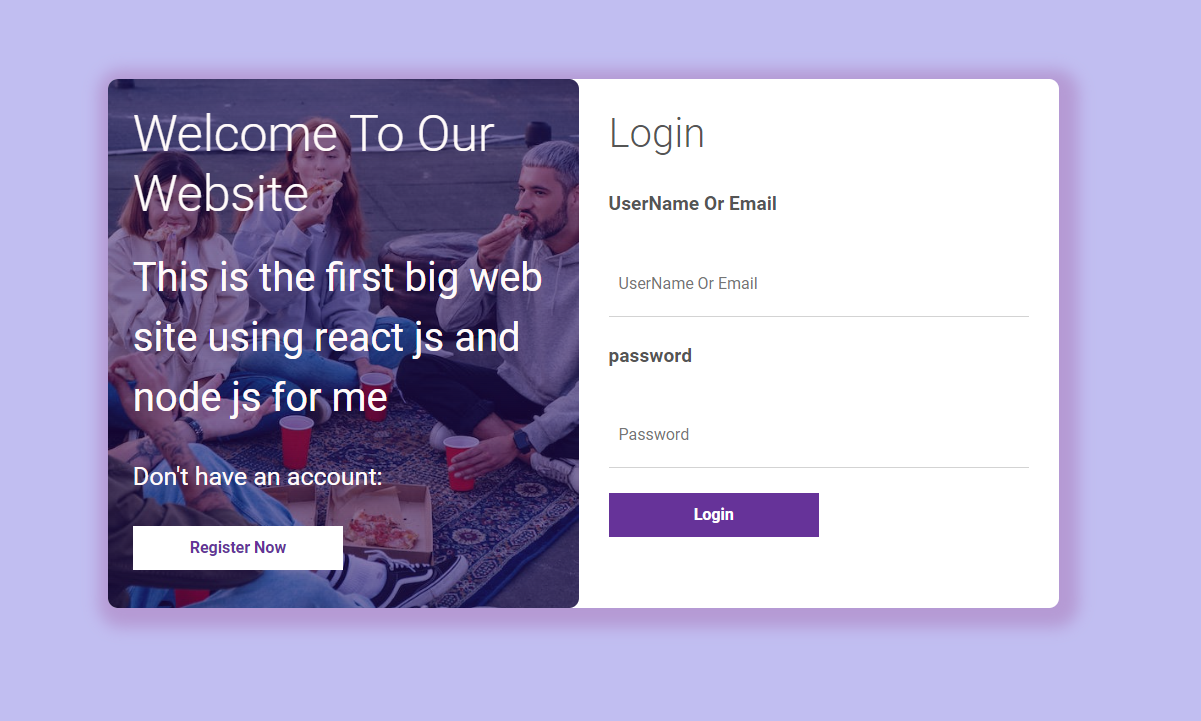 Welcome To Our
Website
This is the first big web
site using react js and
node js for me
Don't have an account:
Register Now
Login
UserName Or Email
UserName Or Email
password
Password
Login